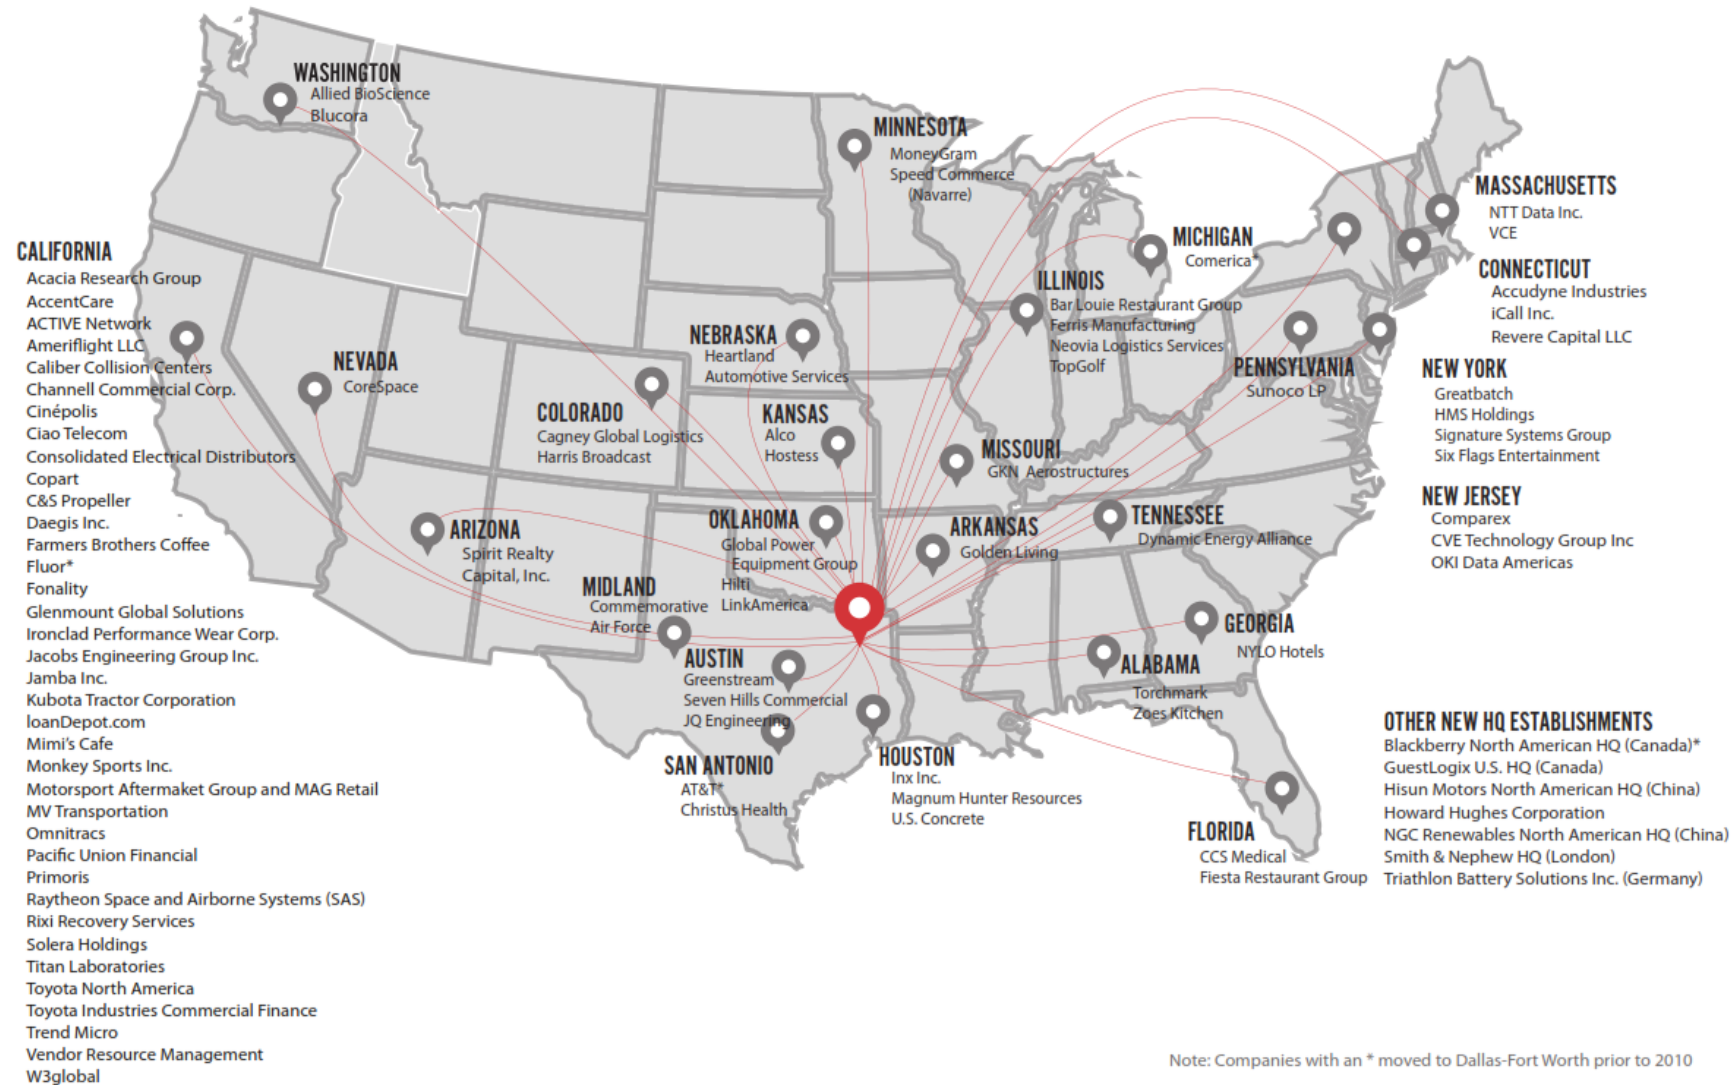 WASHINGTON
Allied BioScience
Blucora
MINNESOTA
MoneyGram
Speed Commerce
(Navarre)
MASSACHUSETTS
NTT Data Inc.
VCE
MICHIGAN
Comerica*
CONNECTICUT
Accudyne Industries
iCall Inc.
Revere Capital LLC
CALIFORNIA
Acacia Research Group
AccentCare
ACTIVE Network
Ameriflight LLC
Caliber Collision Centers
Channell Commercial Corp.
Cinépolis
Ciao Telecom
Consolidated Electrical Distributors
Copart
C&S Propeller
Daegis Inc.
Farmers Brothers Coffee
Fluor*
Fonality
Glenmount Global Solutions
Ironclad Performance Wear Corp.
Jacobs Engineering Group Inc.
Jamba Inc.
Kubota Tractor Corporation
loanDepot.com
Mimi's Cafe
Monkey Sports Inc.
Motorsport Aftermaket Group and MAG Retail
MV Transportation
Omnitracs
Pacific Union Financial
Primoris
Raytheon Space and Airborne Systems (SAS)
Rixi Recovery Services
Solera Holdings
Titan Laboratories
Toyota North America
Toyota Industries Commercial Finance
Trend Micro
Vendor Resource Management
W3global
NEVADA
CoreSpace
NEBRASKA
Heartland
Automotive Services
ILLINOIS
Bar Louie Restaurant Group
Ferris Manufacturing
Neovia Logistics Services
TopGolf
PENNSYLVANIA
Sunoco LP
NEW YORK
Greatbatch
HMS Holdings
Signature Systems Group
Six Flags Entertainment
COLORADO
Cagney Global Logistics
Harris Broadcast
KANSAS
Alco
Hostess
MISSOURI
GKN Aerostructures
NEW JERSEY
Comparex
CVE Technology Group Inc
OKI Data Americas
ARIZONA
Spirit Realty
Capital, Inc.
OKLAHOMA
Global Power
Equipment Group
Hilti
LinkAmerica
ARKANSAS
Golden Living
TENNESSEE
Dynamic Energy Alliance
MIDLAND
Commemorative
Air Force
AUSTIN
Greenstream
Seven Hills Commercial
JQ Engineering
GEORGIA
NYLO Hotels
ALABAMA
Torchmark
Zoes Kitchen
SAN ANTONIO
AT&T*
Christus Health
HOUSTON
Inx Inc.
Magnum Hunter Resources
U.S. Concrete
FLORIDA
CCS Medical
Fiesta Restaurant Group
OTHER NEW HQ ESTABLISHMENTS
Blackberry North American HQ (Canada)*
GuestLogix U.S. HQ (Canada)
Hisun Motors North American HQ (China)
Howard Hughes Corporation
NGC Renewables North American HQ (China)
Smith & Nephew HQ (London)
Triathlon Battery Solutions Inc. (Germany)
Note: Companies with an * moved to Dallas-Fort Worth prior to 2010